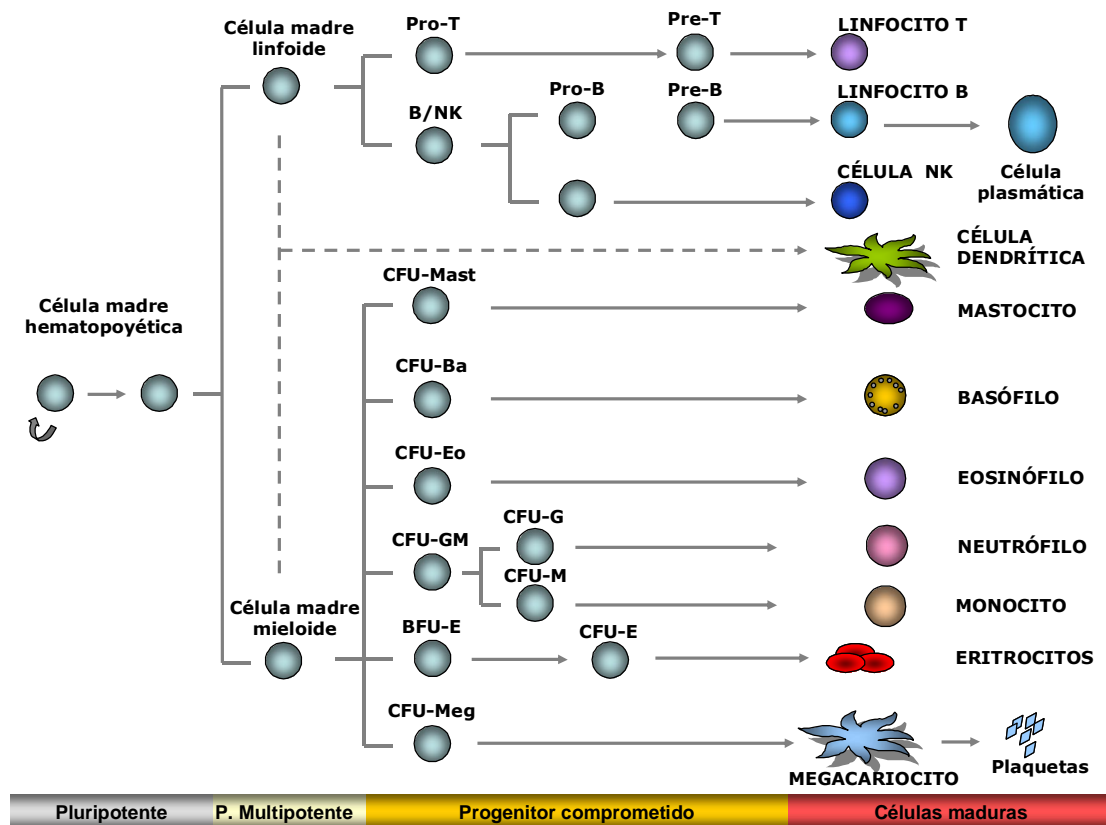 Célula madre
linfoide
Pro-T
Pre-T
LINFOCITO T
B/NK
Pro-B
Pre-B
LINFOCITO B
Célula
plasmática
CÉLULA NK
CÉLULA
DENDRÍTICA
Célula madre
hematopoyética
CFU-Mast
MASTOCITO
CFU-Ba
BASÓFILO
CFU-Eo
EOSINÓFILO
CFU-GM
CFU-G
NEUTRÓFILO
CFU-M
MONOCITO
Célula madre
mieloide
BFU-E
CFU-E
ERITROCITOS
CFU-Meg
MEGACARIOCITO
Plaquetas
Pluripotente
P. Multipotente
Progenitor comprometido
Células maduras